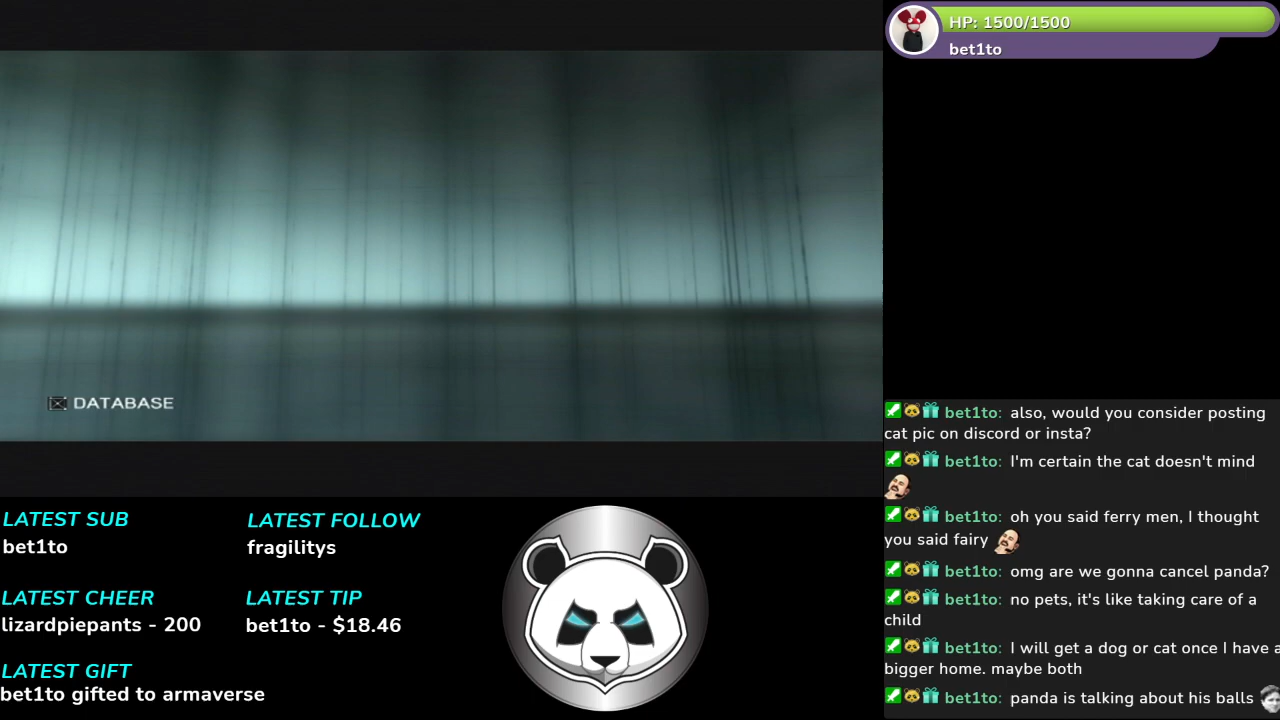 HP: 1500/1500
bet1to
DATABASE
bet1to: also, would you consider posting
cat pic on discord or insta?
bet1to: I'm certain the cat doesn't mind
bet1to: oh you said ferry men, I thought
you said fairy
bet1to: omg are we gonna cancel panda?
bet1to: no pets, it's like taking care of a
child
bet1to: I will get a dog or cat once I have a
bigger home. maybe both
bet1to: panda is talking about his balls
LATEST SUB
bet1to
LATEST FOLLOW
fragilitys
LATEST CHEER
lizardpiepants - 200
LATEST TIP
bet1to - $18.46
LATEST GIFT
bet1to gifted to armaverse